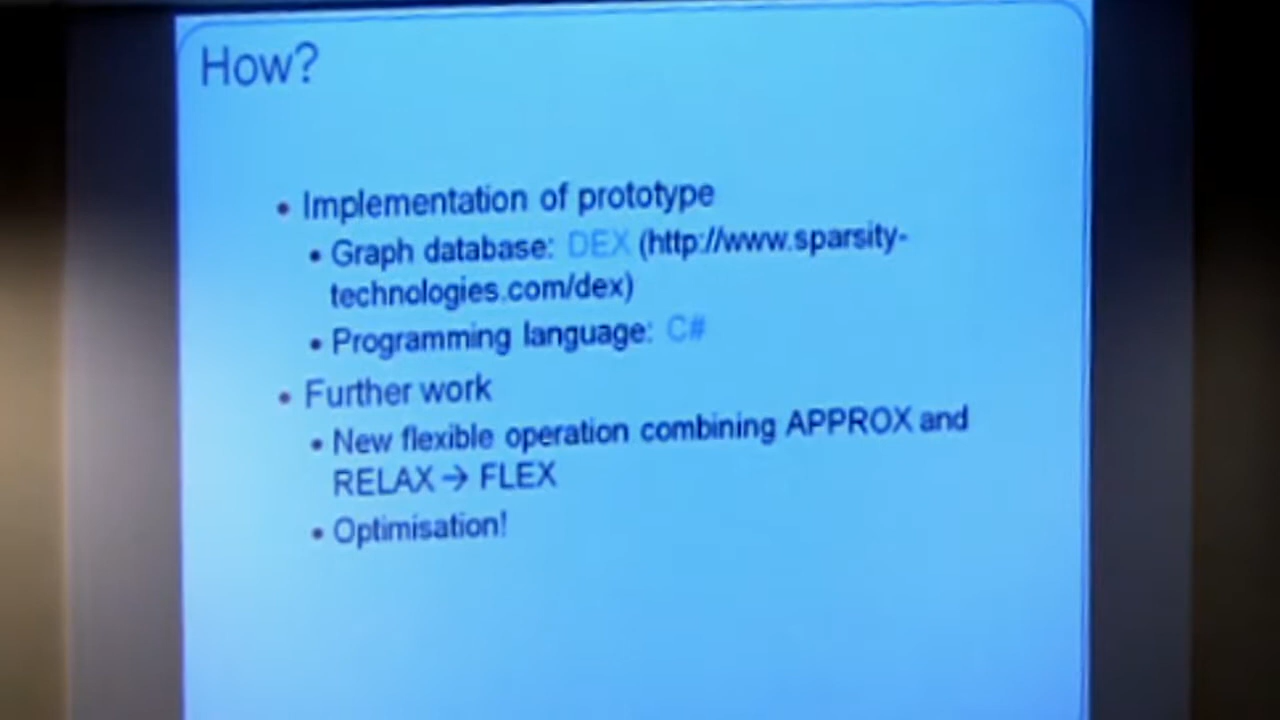 How?
• Implementation of prototype
• Graph database: DEX (http://www.sparsity-
technologies.com/dex)
• Programming language: C#
• Further work
• New flexible operation combining APPROX and
RELAX → FLEX
• Optimisation!